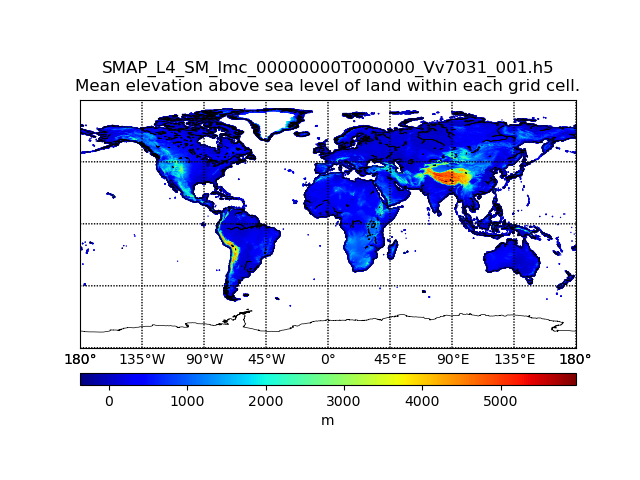 SMAP_L4_SM_lmc_00000000T000000_Vv7031_001.h5
Mean elevation above sea level of land within each grid cell.
180° 135°W 90°W 45°W 0° 45°E 90°E 135°E 180°
0 1000 2000 3000 4000 5000
m